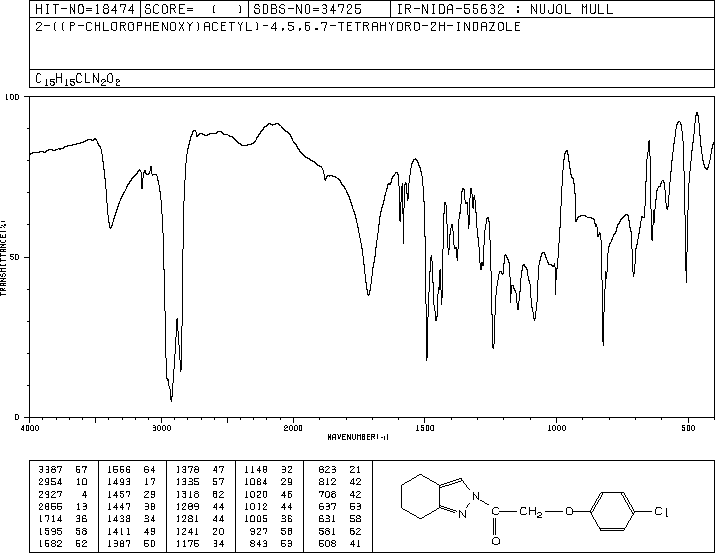 HIT-NO=18474 SCORE= ( ) SDBS-NO=34725 IR-NIDA-55632 : NUJOL MULL
2-((P-CHLOROPHENOXY)ACETYL)-4,5,6,7-TETRAHYDRO-2H-INDAZOLE
C15H15CLN2O2
100
TRANSMITTANCE(%)
50
0
4000 3000 2000 1500 1000 500
WAVENUMBER(-1)
3387 57 1566 64 1378 47 1148 32 823 21
2954 10 1493 17 1335 57 1084 29 812 42
2927 4 1457 29 1318 62 1020 46 708 42
2855 13 1447 38 1289 44 1012 44 637 53
1714 36 1438 34 1281 44 1005 36 631 58
1595 58 1411 49 1241 20 927 58 581 62
1582 52 1387 50 1175 34 843 53 508 41
N
N
C
O
CH2
O
Cl